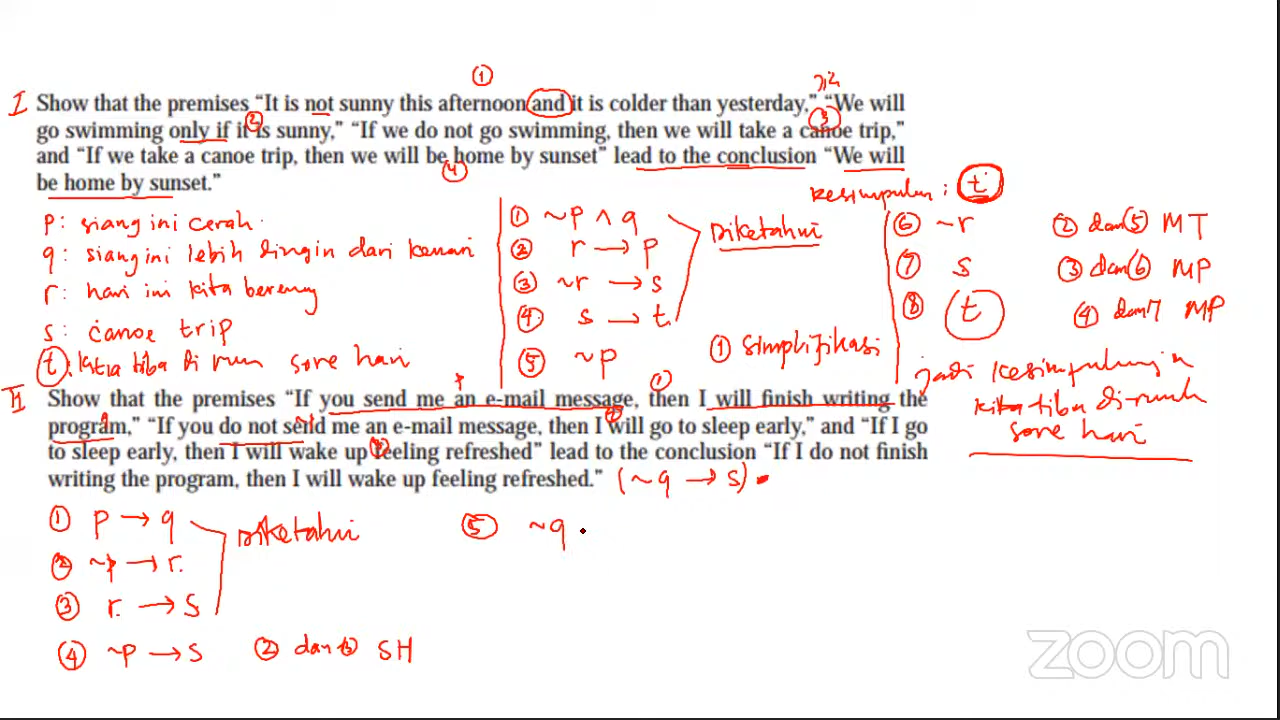 ①
I Show that the premises “It is not sunny this afternoon and it is colder than yesterday,” “We will
go swimming only if it is sunny,” “If we do not go swimming, then we will take a canoe trip,”
② ③
and “If we take a canoe trip, then we will be home by sunset” lead to the conclusion “We will
④
be home by sunset.”
p: siang ini cerah.
q: siang ini lebih dingin dari kemari
r: hari ini kita berenang
s: canoe trip
t: kita tiba di rumah sore hari
① ~p ∧ q
② r → p
③ ~r → s
④ s → t
Diketahui
⑤ ~p ① simplifikasi
kesimpulan: t
⑥ ~r ② dan ⑤ MT
⑦ s ③ dan ⑥ MP
⑧ t ④ dan 7 MP
jadi kesimpulannya
kita tiba di rumah
sore hari
II Show that the premises “If you send me an e-mail message, then I will finish writing the
program,” “If you do not send me an e-mail message, then I will go to sleep early,” and “If I go
to sleep early, then I will wake up feeling refreshed” lead to the conclusion “If I do not finish
writing the program, then I will wake up feeling refreshed.” (~q → s)
① p → q
② ~p → r.
③ r. → s
Diketahui
④ ~p → s ② dan ③ SH
⑤ ~q
zoom